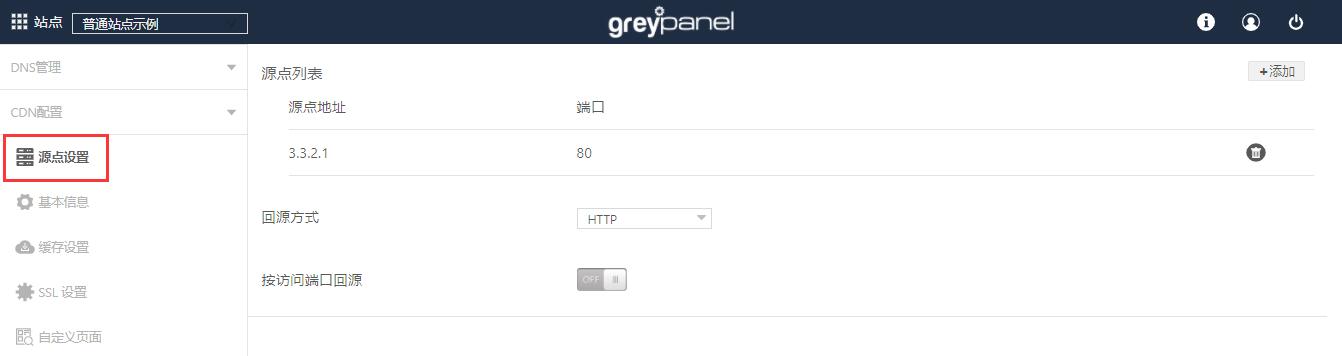 站点 普通站点示例 greypanel
DNS管理
CDN配置
源点设置
基本信息
缓存设置
SSL 设置
自定义页面
源点列表 +添加
源点地址 端口
3.3.2.1 80
回源方式 HTTP
按访问端口回源 OFF